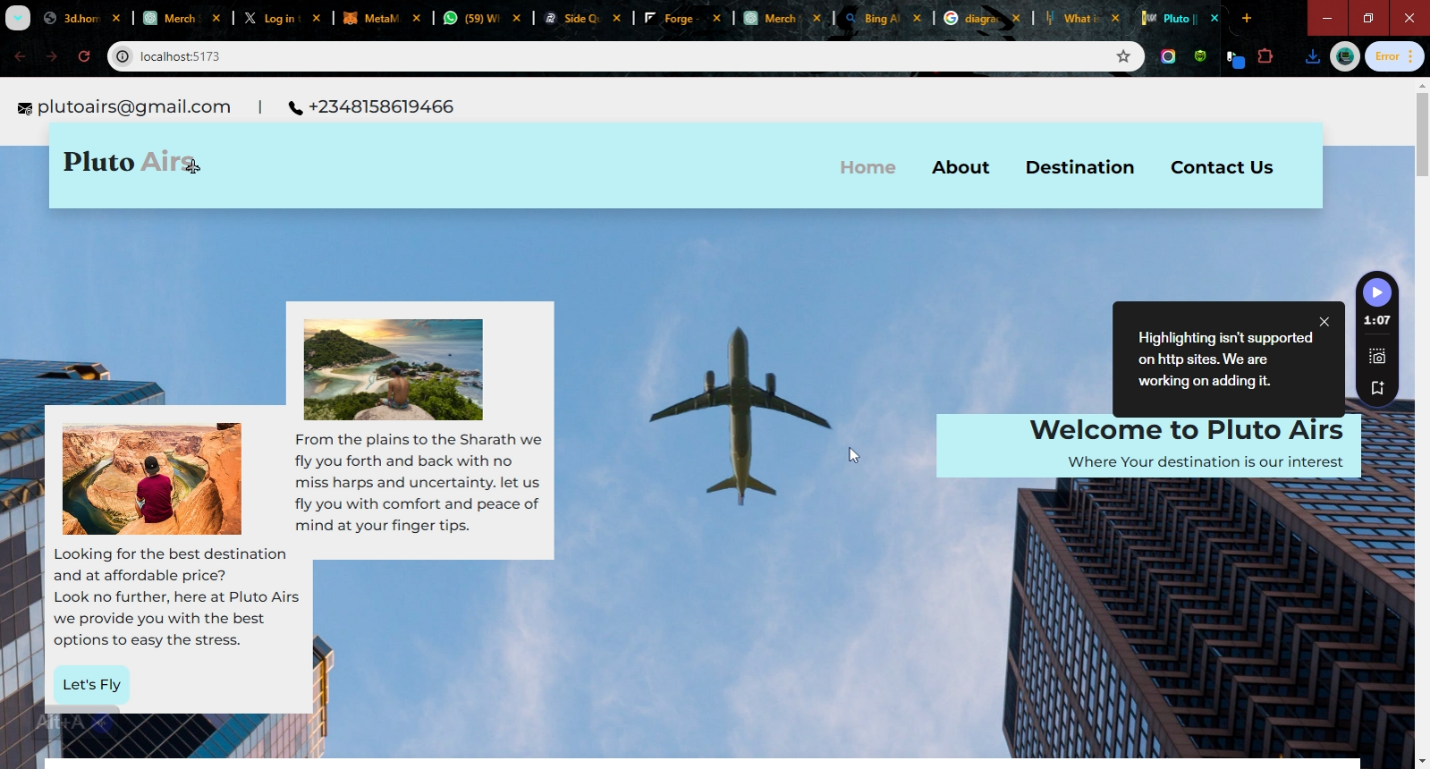 3d.hom
Merch
Log in t
MetaM
(59) W
Side Q
Forge -
Merch
Bing AI
diagra
What i
Pluto ||
localhost:5173
Error
plutoairs@gmail.com | +2348158619466
Pluto Airs
Home About Destination Contact Us
1:07
Highlighting isn't supported
on http sites. We are
working on adding it.
Welcome to Pluto Airs
Where Your destination is our interest
From the plains to the Sharath we
fly you forth and back with no
miss harps and uncertainty. let us
fly you with comfort and peace of
mind at your finger tips.
Looking for the best destination
and at affordable price?
Look no further, here at Pluto Airs
we provide you with the best
options to easy the stress.
Let's Fly
Alt+A